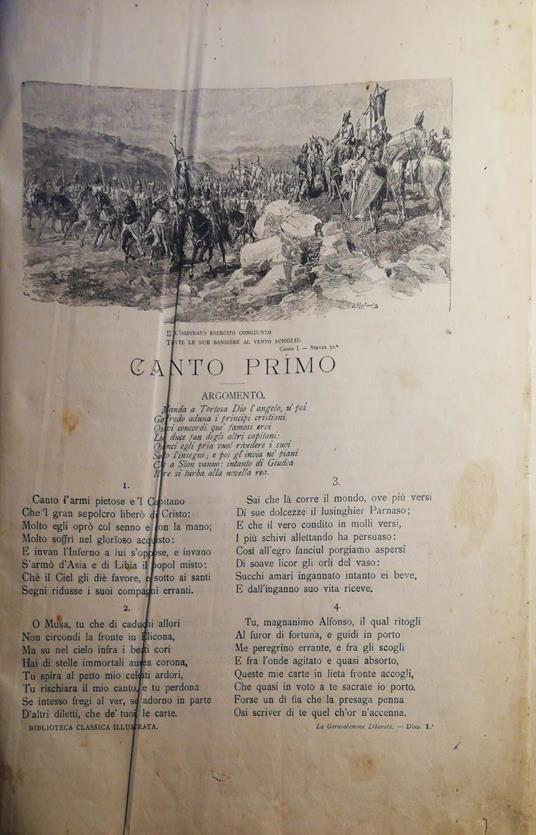 E L'ORDINATO ESERCITO CONGIUNTO
TUTTE LE SUE BANDIERE AL VENTO SCIOGLIE.
CANTO I. — STANZA 72.ª
CANTO PRIMO
ARGOMENTO.
Manda a Tortosa Dio l'angelo, u' poi
Goffredo aduna i principi cristiani.
Quivi concordi que' famosi eroi
Lui duce fan degli altri capitani:
Quinci egli pria vuol rivedere i suoi
Sotto l'insegne; e poi gl'invia ne' piani
Che a Sion vanno: intanto di Giudea
Il re si turba alla novella rea.
1.
Canto l'armi pietose e 'l Capitano
Che 'l gran sepolcro liberò di Cristo:
Molto egli oprò col senno e con la mano;
Molto soffrì nel glorïoso acquisto:
E invan l'Inferno a lui s'oppose, e invano
S'armò d'Asia e di Libia il popol misto;
Chè il Ciel gli diè favore, e sotto ai santi
Segni ridusse i suoi compagni erranti.
2.
O Musa, tu che di caduchi allori
Non circondi la fronte in Elicona,
Ma su nel cielo infra i beati cori
Hai di stelle immortali aurea corona,
Tu spira al petto mio celesti ardori,
Tu rischiara il mio canto, e tu perdona
Se intesso fregi al ver, se adorno in parte
D'altri diletti, che de' tuoi, le carte.
BIBLIOTECA CLASSICA ILLUSTRATA.
3.
Sai che là corre il mondo, ove più versi
Di sue dolcezze il lusinghier Parnaso;
E che il vero condito in molli versi,
I più schivi allettando ha persuaso:
Così all'egro fanciul porgiamo aspersi
Di soave licor gli orli del vaso:
Succhi amari ingannato intanto ei beve,
E dall'inganno suo vita riceve.
4.
Tu, magnanimo Alfonso, il qual ritogli
Al furor di fortuna, e guidi in porto
Me peregrino errante, e fra gli scogli
E fra l'onde agitato e quasi absorto,
Queste mie carte in lieta fronte accogli,
Che quasi in voto a te sacrate io porto.
Forse un dì fia che la presaga penna
Osi scriver di te quel ch'or n'accenna.
La Gerusalemme Liberata. — Disp. 1.ª